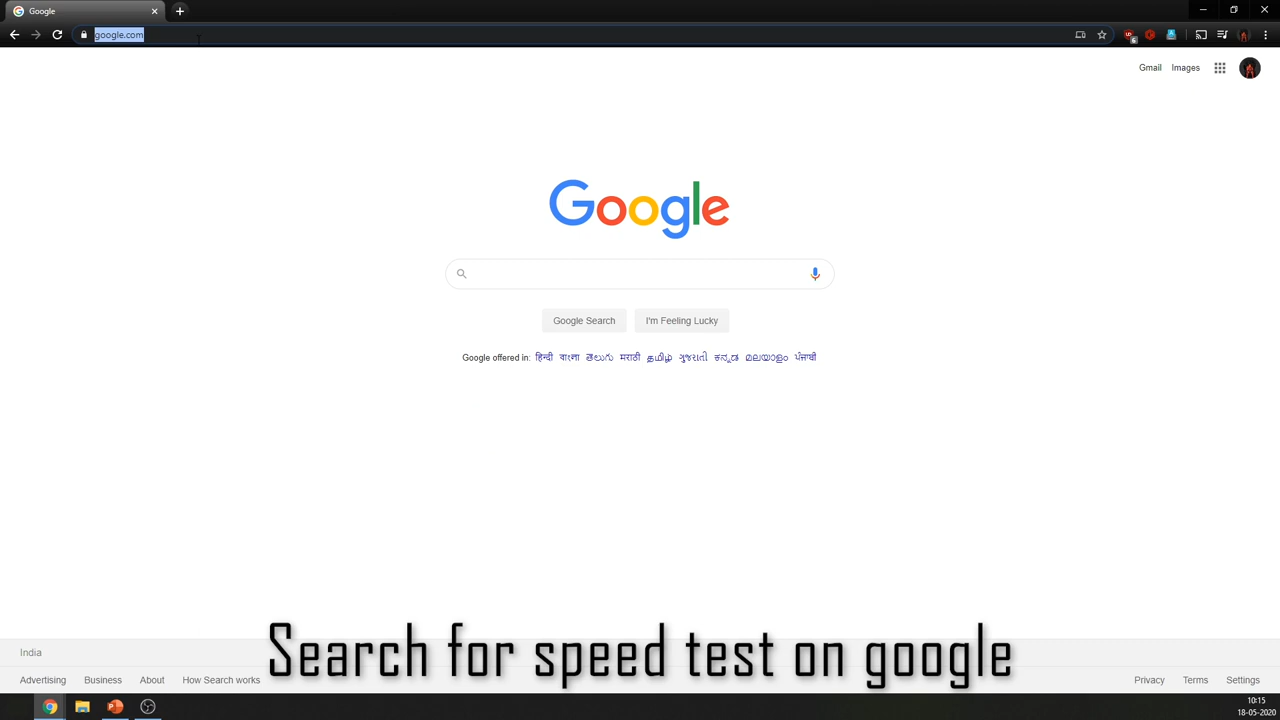 Google
google.com
6
Gmail Images
Google
Google Search I'm Feeling Lucky
Google offered in: हिन्दी বাংলা తెలుగు मराठी தமிழ் ગુજરાતી ಕನ್ನಡ മലയാളം ਪੰਜਾਬੀ
India
Search for speed test on google
Advertising Business About How Search works Privacy Terms Settings
10:15
18-05-2020